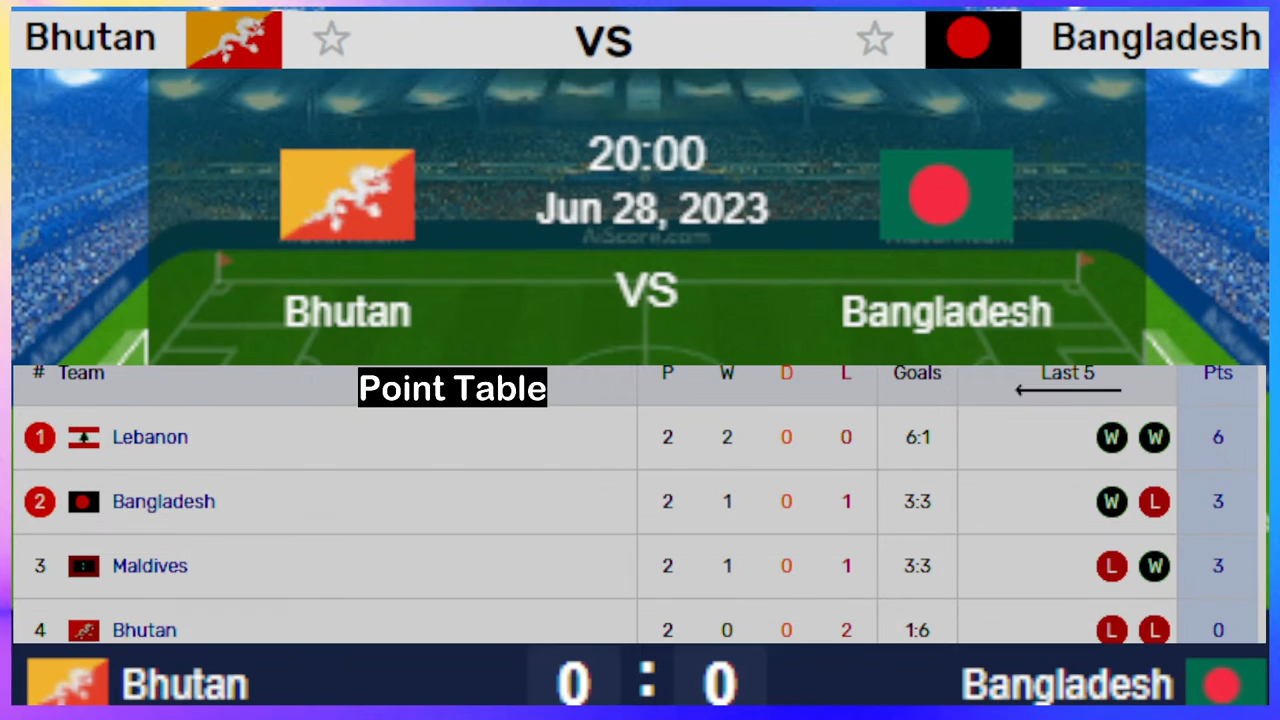 Bhutan VS Bangladesh
20:00
Jun 28, 2023
AiScore.com
VS
Bhutan Bangladesh
# Team Point Table P W D L Goals Last 5 Pts
1 Lebanon 2 2 0 0 6:1 W W 6
2 Bangladesh 2 1 0 1 3:3 W L 3
3 Maldives 2 1 0 1 3:3 L W 3
4 Bhutan 2 0 0 2 1:6 L L 0
Bhutan 0 : 0 Bangladesh